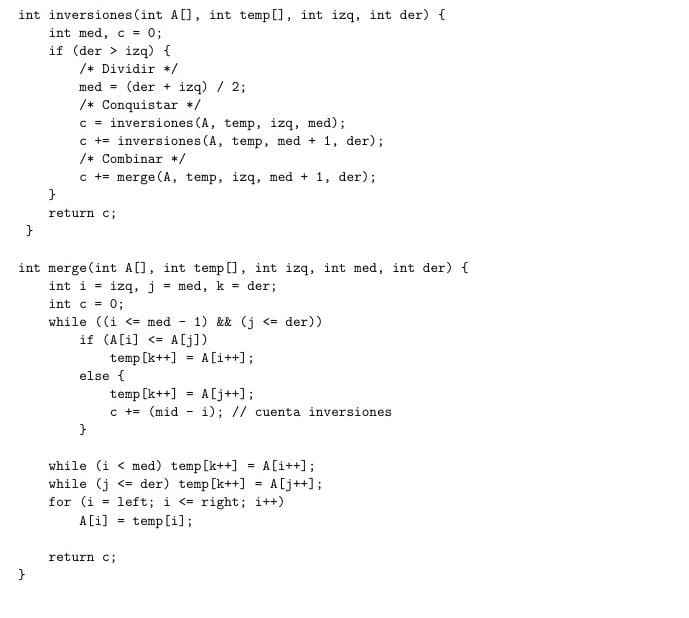 int inversiones(int A[], int temp[], int izq, int der) {
    int med, c = 0;
    if (der > izq) {
        /* Dividir */
        med = (der + izq) / 2;
        /* Conquistar */
        c = inversiones(A, temp, izq, med);
        c += inversiones(A, temp, med + 1, der);
        /* Combinar */
        c += merge(A, temp, izq, med + 1, der);
    }
    return c;
 }

int merge(int A[], int temp[], int izq, int med, int der) {
    int i = izq, j = med, k = der;
    int c = 0;
    while ((i <= med - 1) && (j <= der))
        if (A[i] <= A[j])
            temp[k++] = A[i++];
        else {
            temp[k++] = A[j++];
            c += (mid - i); // cuenta inversiones
        }

    while (i < med) temp[k++] = A[i++];
    while (j <= der) temp[k++] = A[j++];
    for (i = left; i <= right; i++)
        A[i] = temp[i];

    return c;
}